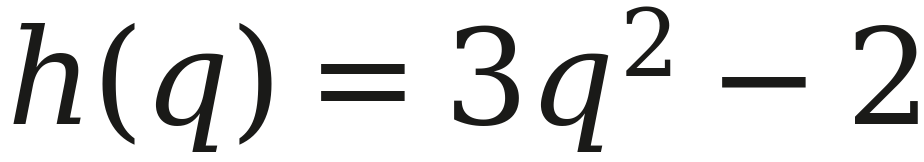 h(q) = 3q² − 2